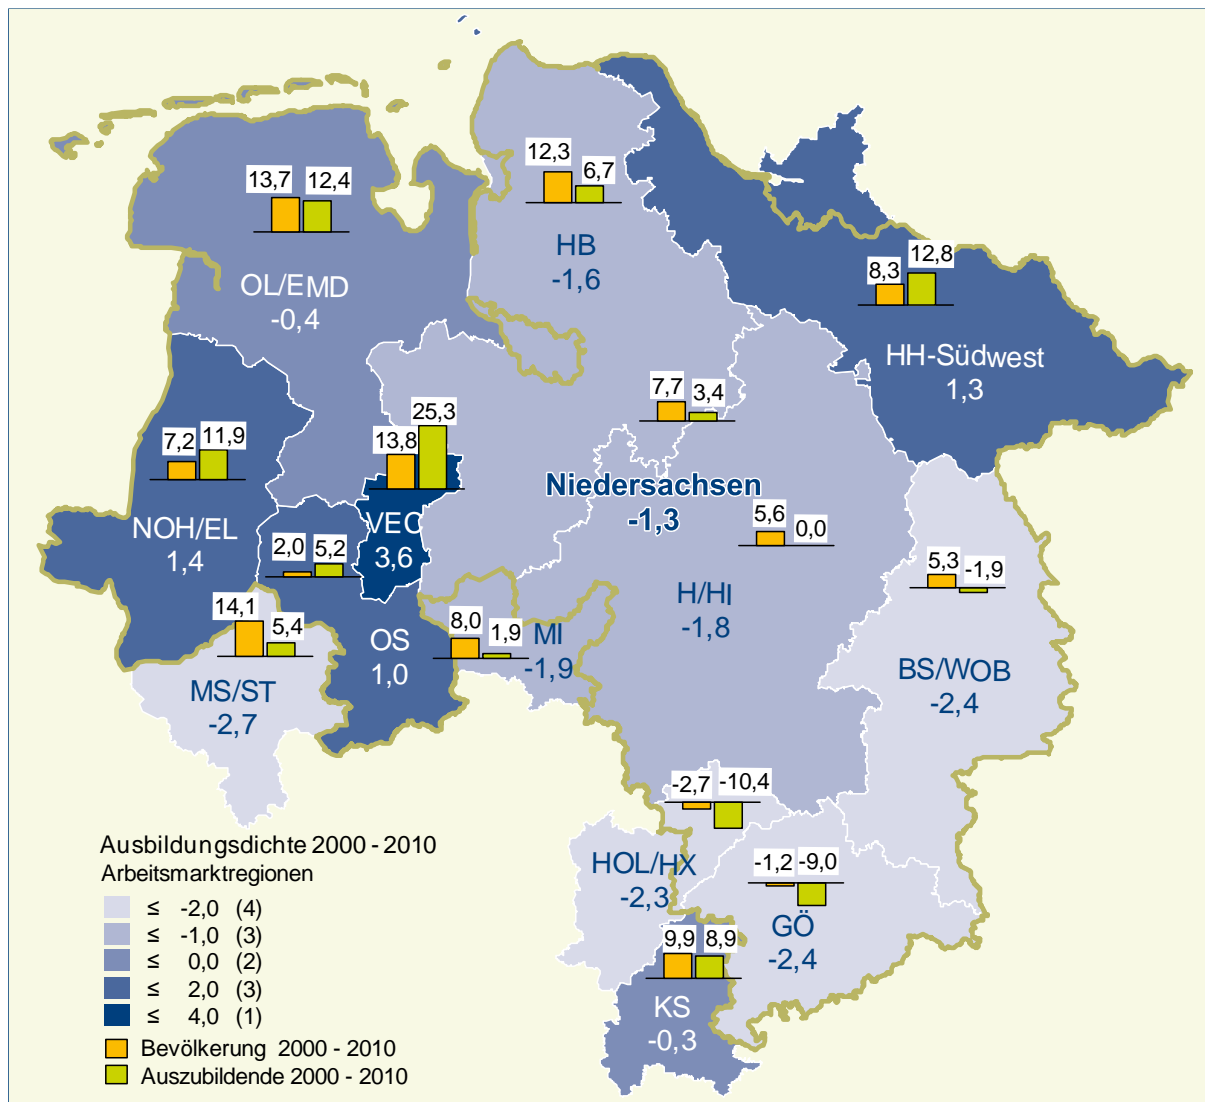 12,3 6,7
13,7 12,4
HB
-1,6
8,3 12,8
OL/EMD
-0,4
HH-Südwest
1,3
7,7 3,4
13,8 25,3
7,2 11,9
Niedersachsen
-1,3
5,6 0,0
NOH/EL
1,4
VEC
3,6
2,0 5,2
5,3 -1,9
H/HI
-1,8
14,1 5,4
OS
1,0
8,0 1,9
MI
-1,9
BS/WOB
-2,4
MS/ST
-2,7
-2,7 -10,4
HOL/HX
-2,3
-1,2 -9,0
GÖ
-2,4
9,9 8,9
KS
-0,3
Ausbildungsdichte 2000 - 2010
Arbeitsmarktregionen
≤ -2,0 (4)
≤ -1,0 (3)
≤ 0,0 (2)
≤ 2,0 (3)
≤ 4,0 (1)
Bevölkerung 2000 - 2010
Auszubildende 2000 - 2010